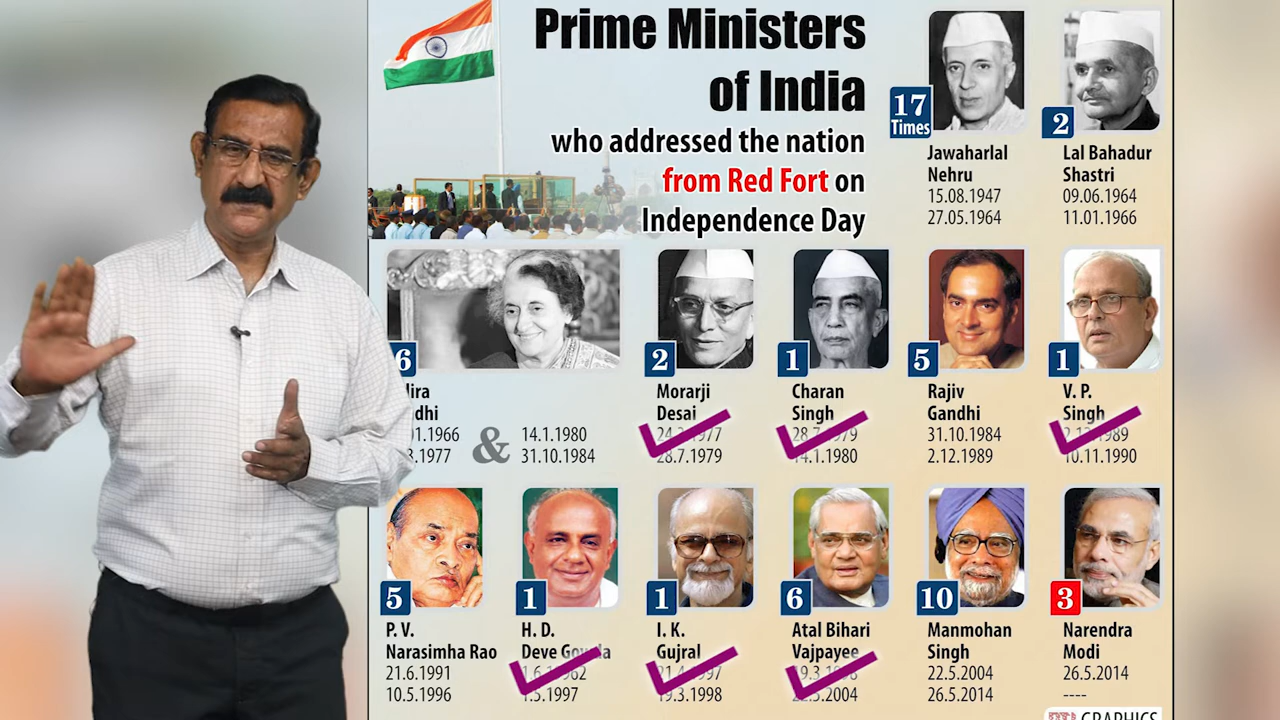 Prime Ministers
of India
who addressed the nation
from Red Fort on
Independence Day
17
Times
Jawaharlal
Nehru
15.08.1947
27.05.1964
2
Lal Bahadur
Shastri
09.06.1964
11.01.1966
6
&
14.1.1980
31.10.1984
2
Morarji
Desai
28.7.1979
1
Charan
Singh
14.1.1980
5
Rajiv
Gandhi
31.10.1984
2.12.1989
1
V. P.
Singh
10.11.1990
5
P. V.
Narasimha Rao
21.6.1991
10.5.1996
1
H. D.
Deve Gowda
1
I. K.
Gujral
19.3.1998
6
Atal Bihari
Vajpayee
10
Manmohan
Singh
22.5.2004
26.5.2014
3
Narendra
Modi
26.5.2014
----
GRAPHICS